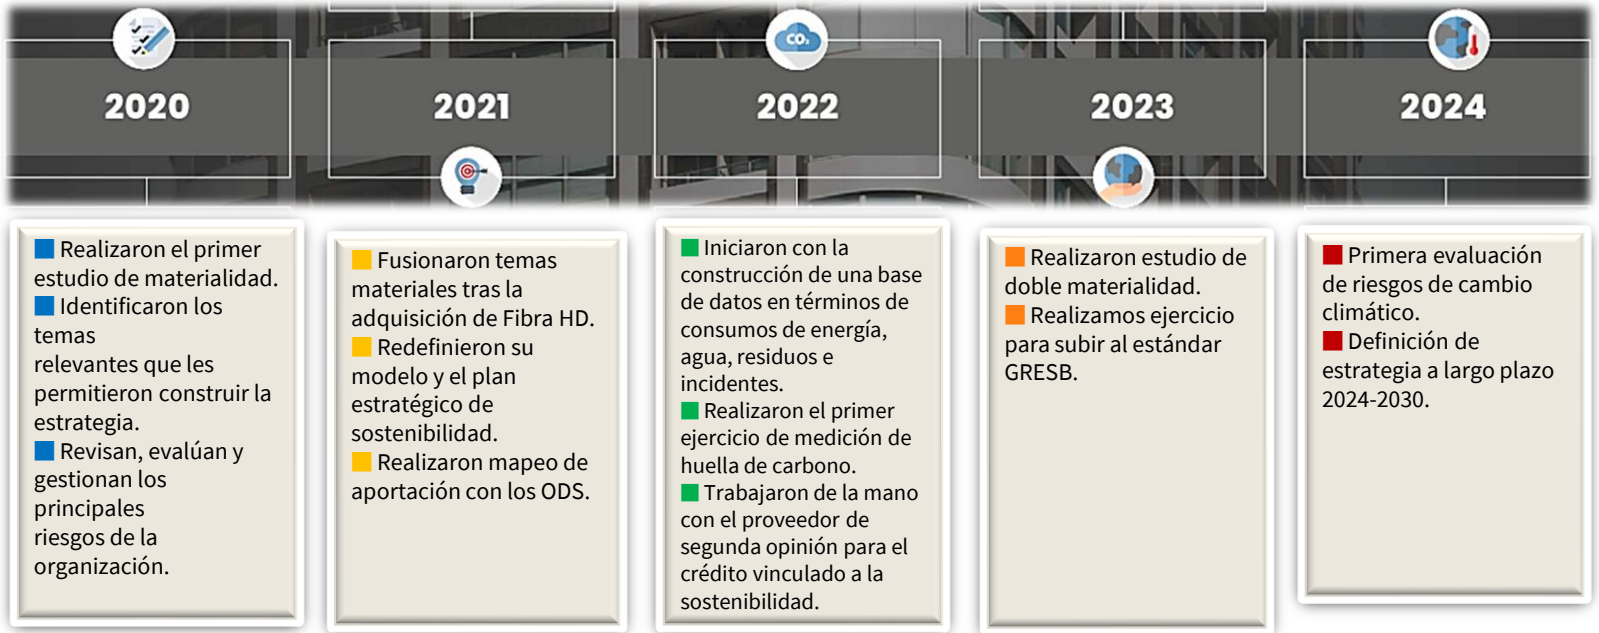 2020
2021
CO₂
2022
2023
2024
Realizaron el primer
estudio de materialidad.
Identificaron los
temas
relevantes que les
permitieron construir la
estrategia.
Revisan, evalúan y
gestionan los
principales
riesgos de la
organización.
Fusionaron temas
materiales tras la
adquisición de Fibra HD.
Redefinieron su
modelo y el plan
estratégico de
sostenibilidad.
Realizaron mapeo de
aportación con los ODS.
Iniciaron con la
construcción de una base
de datos en términos de
consumos de energía,
agua, residuos e
incidentes.
Realizaron el primer
ejercicio de medición de
huella de carbono.
Trabajaron de la mano
con el proveedor de
segunda opinión para el
crédito vinculado a la
sostenibilidad.
Realizaron estudio de
doble materialidad.
Realizamos ejercicio
para subir al estándar
GRESB.
Primera evaluación
de riesgos de cambio
climático.
Definición de
estrategia a largo plazo
2024-2030.